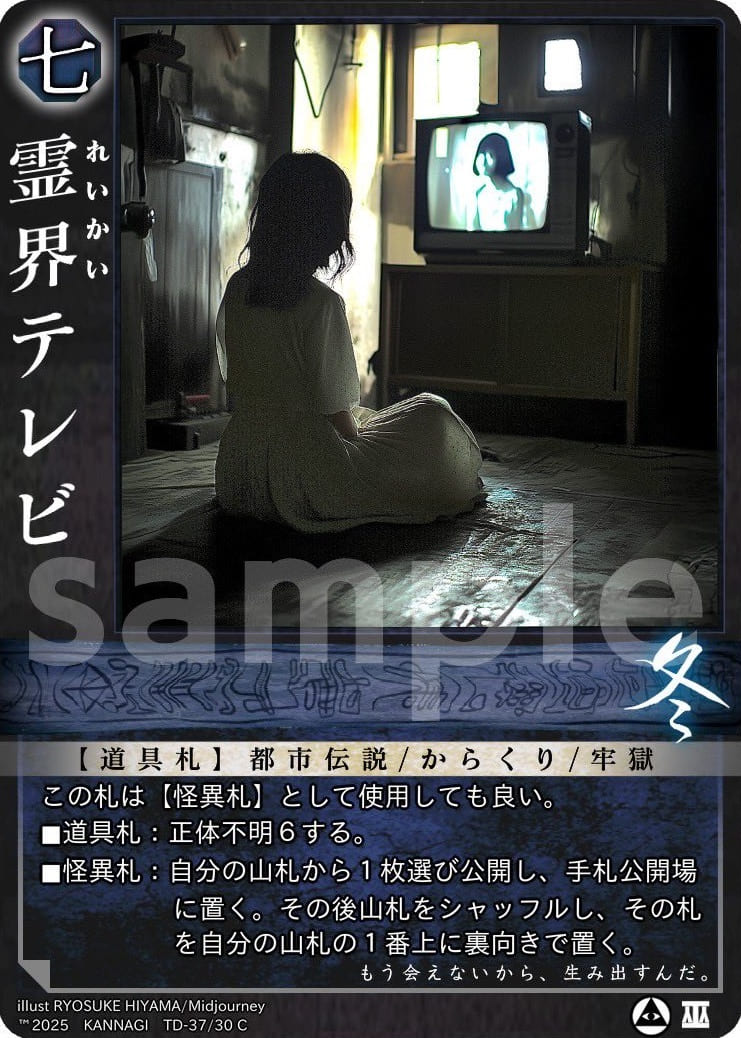 七
霊界テレビ
れいかい
sample
冬
【道具札】都市伝説/からくり/牢獄
この札は【怪異札】として使用しても良い。
■道具札：正体不明６する。
■怪異札：自分の山札から１枚選び公開し、手札公開場
に置く。その後山札をシャッフルし、その札
を自分の山札の１番上に裏向きで置く。
もう会えないから、生み出すんだ。
illust RYOSUKE HIYAMA/Midjourney
™2025 KANNAGI TD-37/30 C
巫